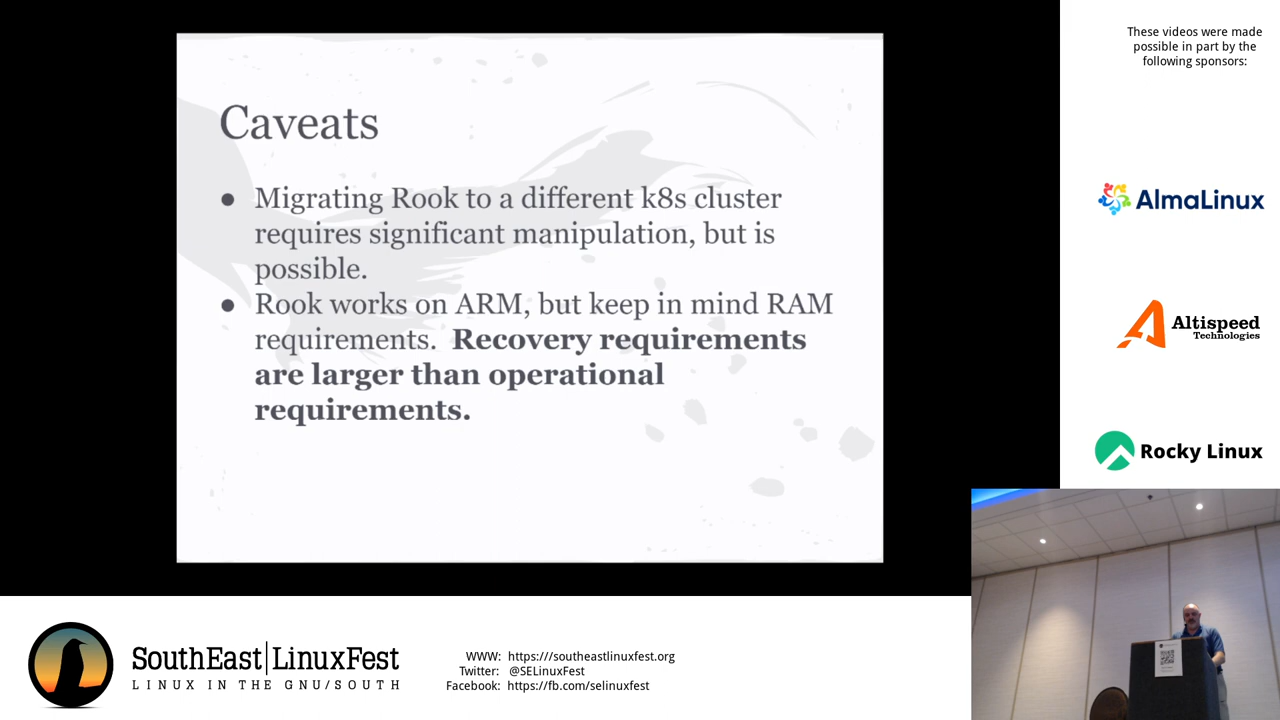 Caveats
● Migrating Rook to a different k8s cluster
requires significant manipulation, but is
possible.
● Rook works on ARM, but keep in mind RAM
requirements. Recovery requirements
are larger than operational
requirements.
These videos were made
possible in part by the
following sponsors:
AlmaLinux
Altispeed
Technologies
Rocky Linux
SouthEast|LinuxFest
LINUX IN THE GNU/SOUTH
WWW: https:///southeastlinuxfest.org
Twitter: @SELinuxFest
Facebook: https://fb.com/selinuxfest